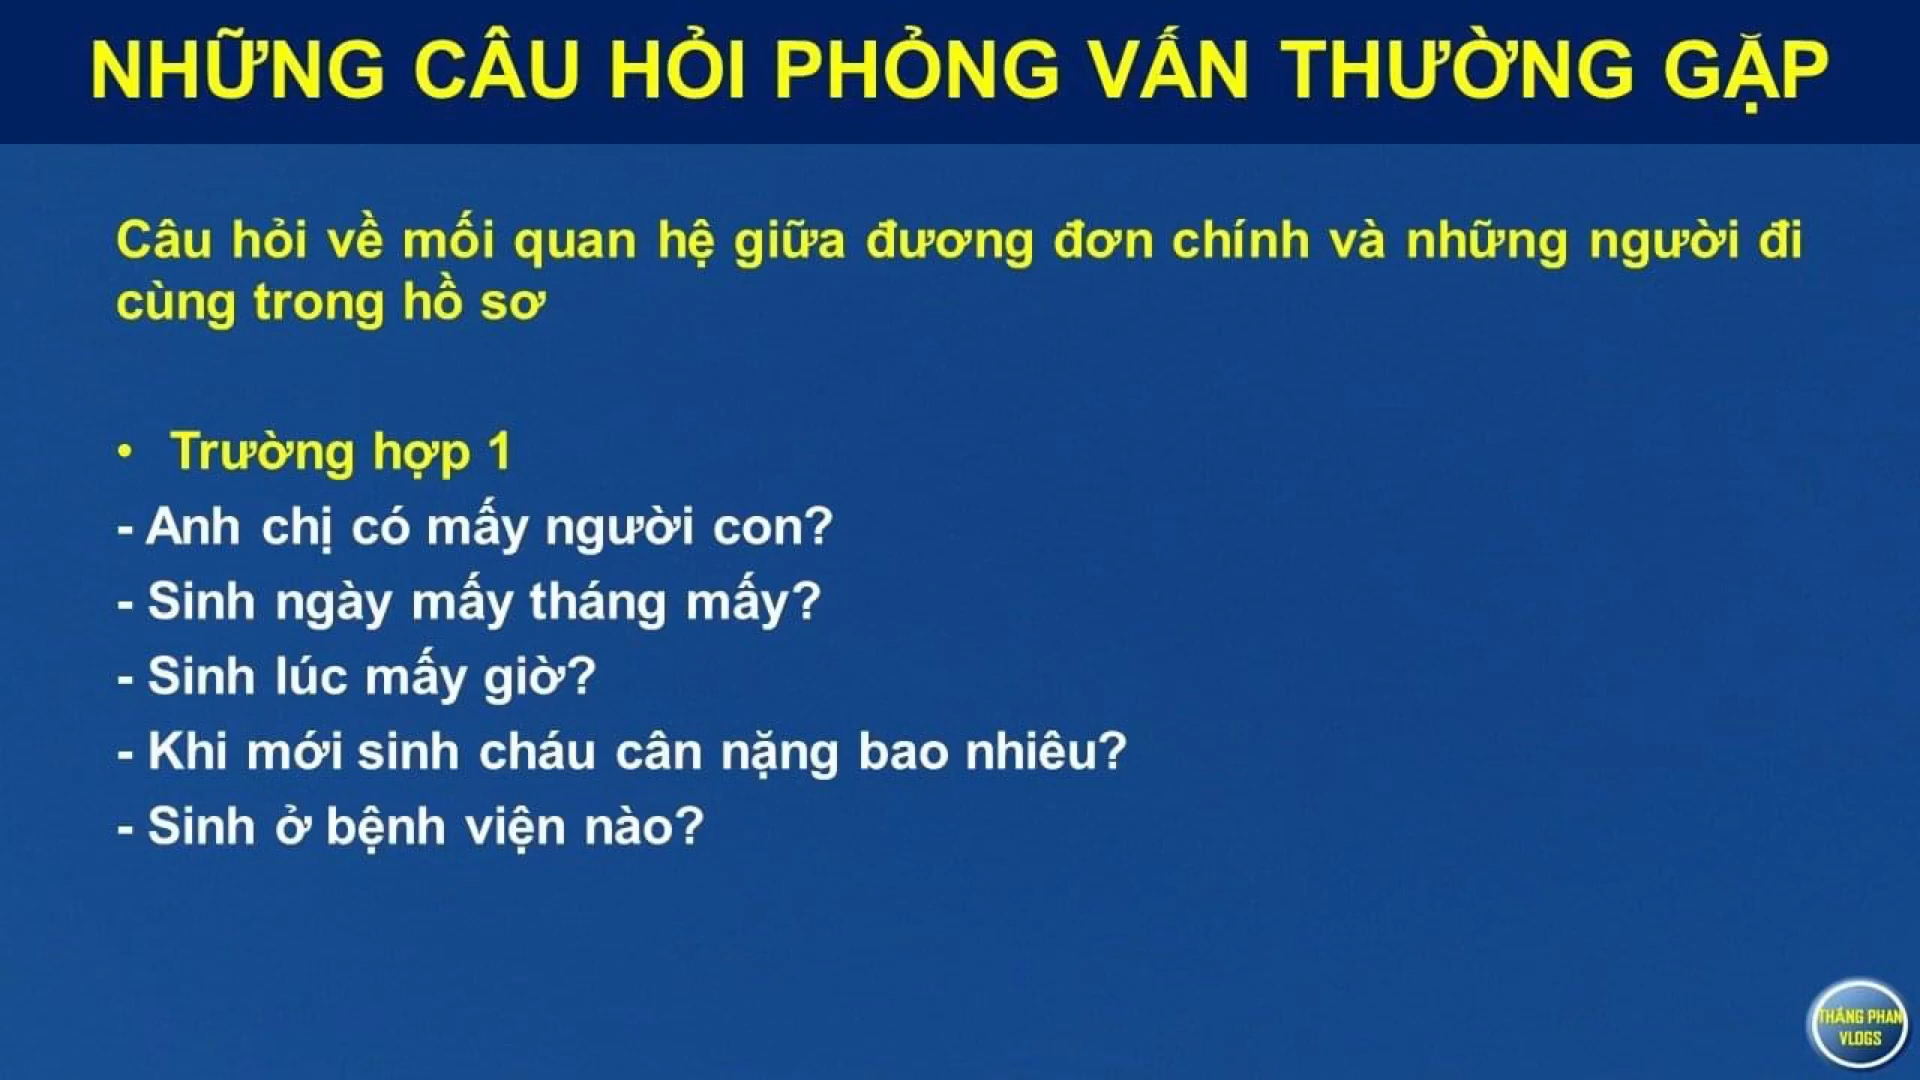 NHỮNG CÂU HỎI PHỎNG VẤN THƯỜNG GẶP
Câu hỏi về mối quan hệ giữa đương đơn chính và những người đi
cùng trong hồ sơ
• Trường hợp 1
- Anh chị có mấy người con?
- Sinh ngày mấy tháng mấy?
- Sinh lúc mấy giờ?
- Khi mới sinh cháu cân nặng bao nhiêu?
- Sinh ở bệnh viện nào?
THẮNG PHAN
VLOGS